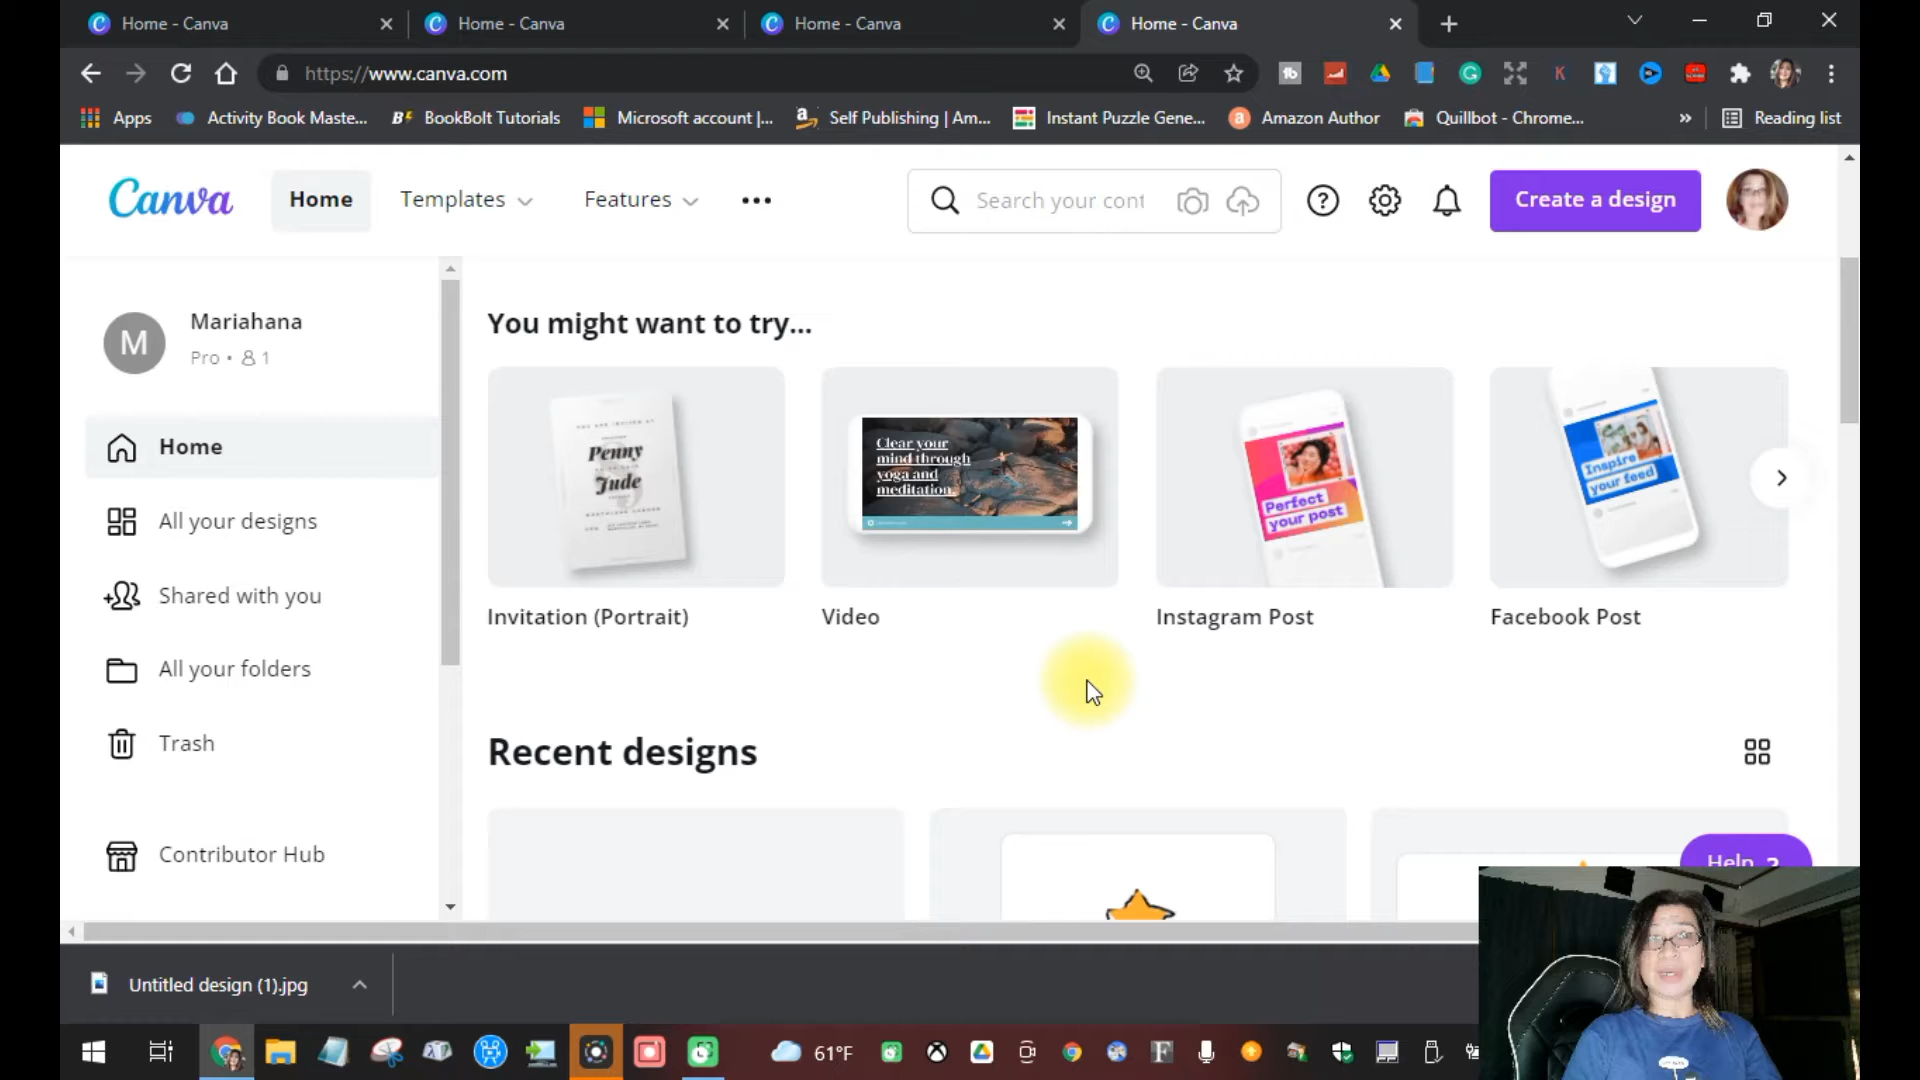 Home - Canva
Home - Canva
Home - Canva
Home - Canva
https://www.canva.com
Apps
Activity Book Maste...
BookBolt Tutorials
Microsoft account |...
Self Publishing | Am...
Instant Puzzle Gene...
Amazon Author
Quillbot - Chrome...
»
Reading list
Canva
Home
Templates
Features
Search your cont
Create a design
M
Mariahana
Pro • 1
Home
All your designs
Shared with you
All your folders
Trash
Contributor Hub
You might want to try...
Penny
Jude
Clear your
mind through
yoga and
meditation.
Perfect
your post
Inspire
your feed
Invitation (Portrait)
Video
Instagram Post
Facebook Post
Recent designs
Help ?
Untitled design (1).jpg
61°F